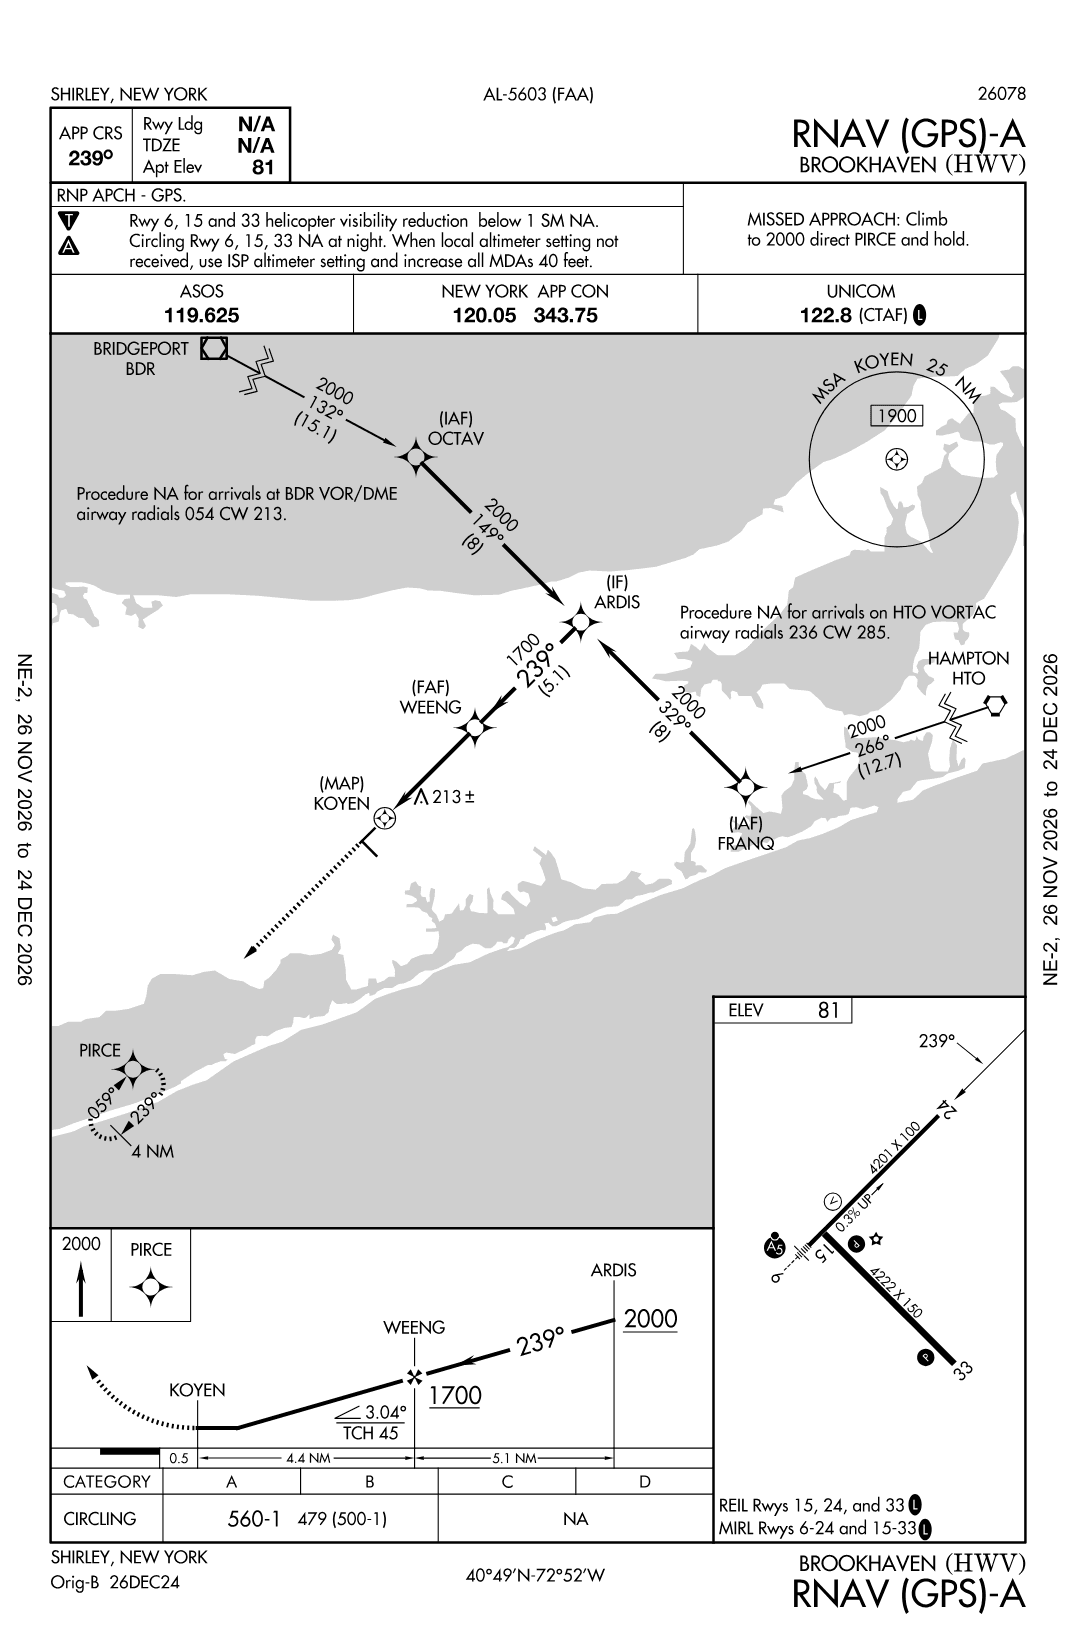 SHIRLEY, NEW YORK
AL-5603 (FAA)
26078
APP CRS
239°
Rwy Ldg N/A
TDZE N/A
Apt Elev 81
RNAV (GPS)-A
BROOKHAVEN (HWV)
RNP APCH - GPS.
T
Rwy 6, 15 and 33 helicopter visibility reduction below 1 SM NA.
A
Circling Rwy 6, 15, 33 NA at night. When local altimeter setting not
received, use ISP altimeter setting and increase all MDAs 40 feet.
MISSED APPROACH: Climb
to 2000 direct PIRCE and hold.
ASOS
119.625
NEW YORK APP CON
120.05 343.75
UNICOM
122.8 (CTAF) L
BRIDGEPORT
BDR
2000
132°
(15.1)
(IAF)
OCTAV
MSA KOYEN 25 NM
1900
Procedure NA for arrivals at BDR VOR/DME
airway radials 054 CW 213.
2000
149°
(8)
(IF)
ARDIS
Procedure NA for arrivals on HTO VORTAC
airway radials 236 CW 285.
HAMPTON
HTO
1700
239°
(5.1)
(FAF)
WEENG
2000
329°
(8)
2000
266°
(12.7)
(MAP)
KOYEN
213 ±
(IAF)
FRANQ
PIRCE
059°
239°
4 NM
NE-2, 26 NOV 2026 to 24 DEC 2026
NE-2, 26 NOV 2026 to 24 DEC 2026
ELEV 81
239°
24
4201 X 100
V
0.3% UP
A5
15
P
6
4222 X 150
P
33
REIL Rwys 15, 24, and 33 L
MIRL Rwys 6-24 and 15-33 L
2000
PIRCE
ARDIS
2000
WEENG
239°
1700
KOYEN
3.04°
TCH 45
0.5
4.4 NM
5.1 NM
CATEGORY A B C D
CIRCLING 560-1 479 (500-1) NA
SHIRLEY, NEW YORK
Orig-B 26DEC24
40°49'N-72°52'W
BROOKHAVEN (HWV)
RNAV (GPS)-A